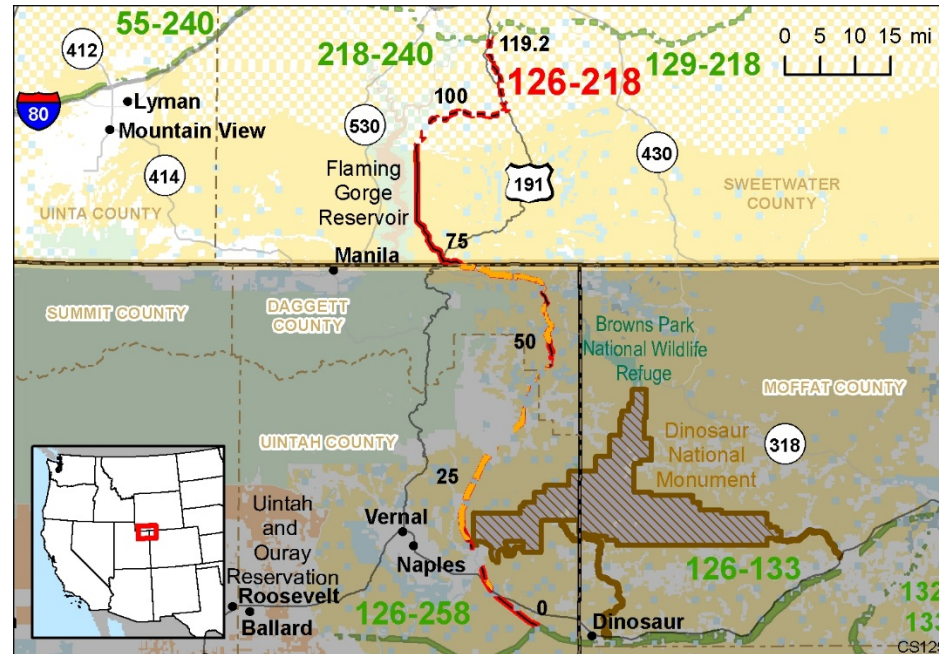 55-240
412
218-240
119.2
129-218
0 5 10 15 mi
126-218
80
Lyman
Mountain View
100
530
430
414
Flaming
Gorge
Reservoir
191
SWEETWATER
COUNTY
UINTA COUNTY
75
Manila
SUMMIT COUNTY
DAGGETT
COUNTY
50
Browns Park
National Wildlife
Refuge
MOFFAT COUNTY
UINTAH COUNTY
Dinosaur
National
Monument
318
25
Uintah
and
Ouray
Reservation
Vernal
Naples
Roosevelt
Ballard
126-258
0
126-133
Dinosaur
132
133
CS129